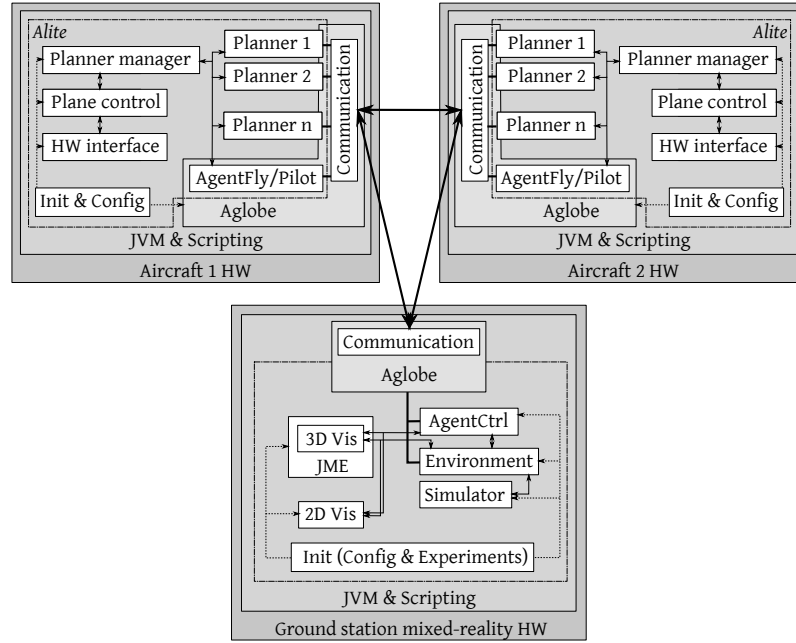 Alite
Planner manager
Plane control
HW interface
Init & Config
Planner 1
Planner 2
Planner n
AgentFly/Pilot
Communication
Aglobe
JVM & Scripting
Aircraft 1 HW
Alite
Planner 1
Planner 2
Planner n
AgentFly/Pilot
Communication
Planner manager
Plane control
HW interface
Init & Config
Aglobe
JVM & Scripting
Aircraft 2 HW
Communication
Aglobe
AgentCtrl
3D Vis
JME
Environment
Simulator
2D Vis
Init (Config & Experiments)
JVM & Scripting
Ground station mixed-reality HW